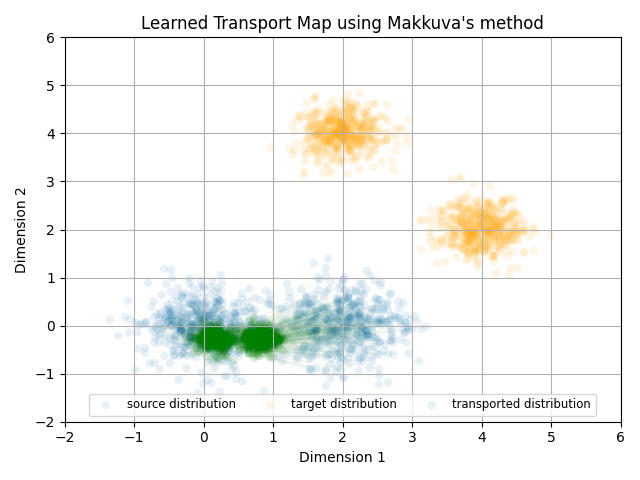 Learned Transport Map using Makkuva's method
6
5
4
3
2
1
0
−1
−2
Dimension 2
source distribution target distribution transported distribution
−2 −1 0 1 2 3 4 5 6
Dimension 1